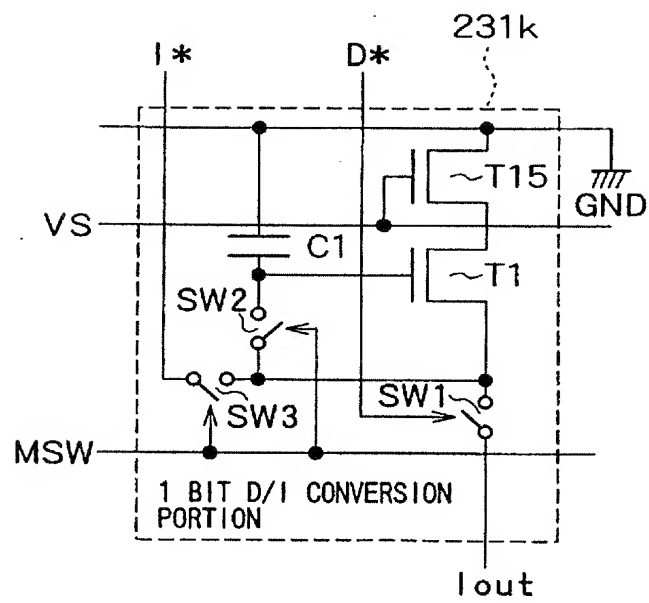 231k
I*
D*
T15
GND
VS
C1
T1
SW2
SW1
SW3
MSW
1 BIT D/I CONVERSION
PORTION
Iout